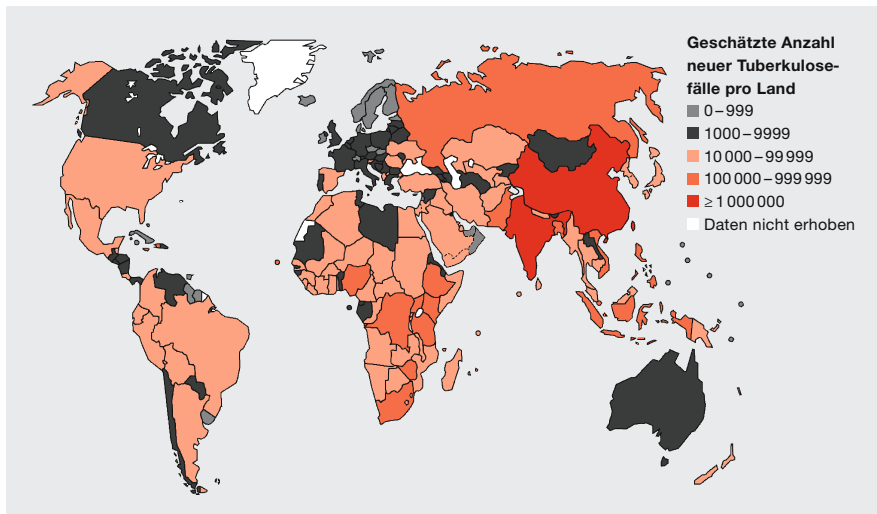 Geschätzte Anzahl
neuer Tuberkulose-
fälle pro Land
0–999
1000–9999
10 000–99 999
100 000–999 999
≥ 1 000 000
Daten nicht erhoben